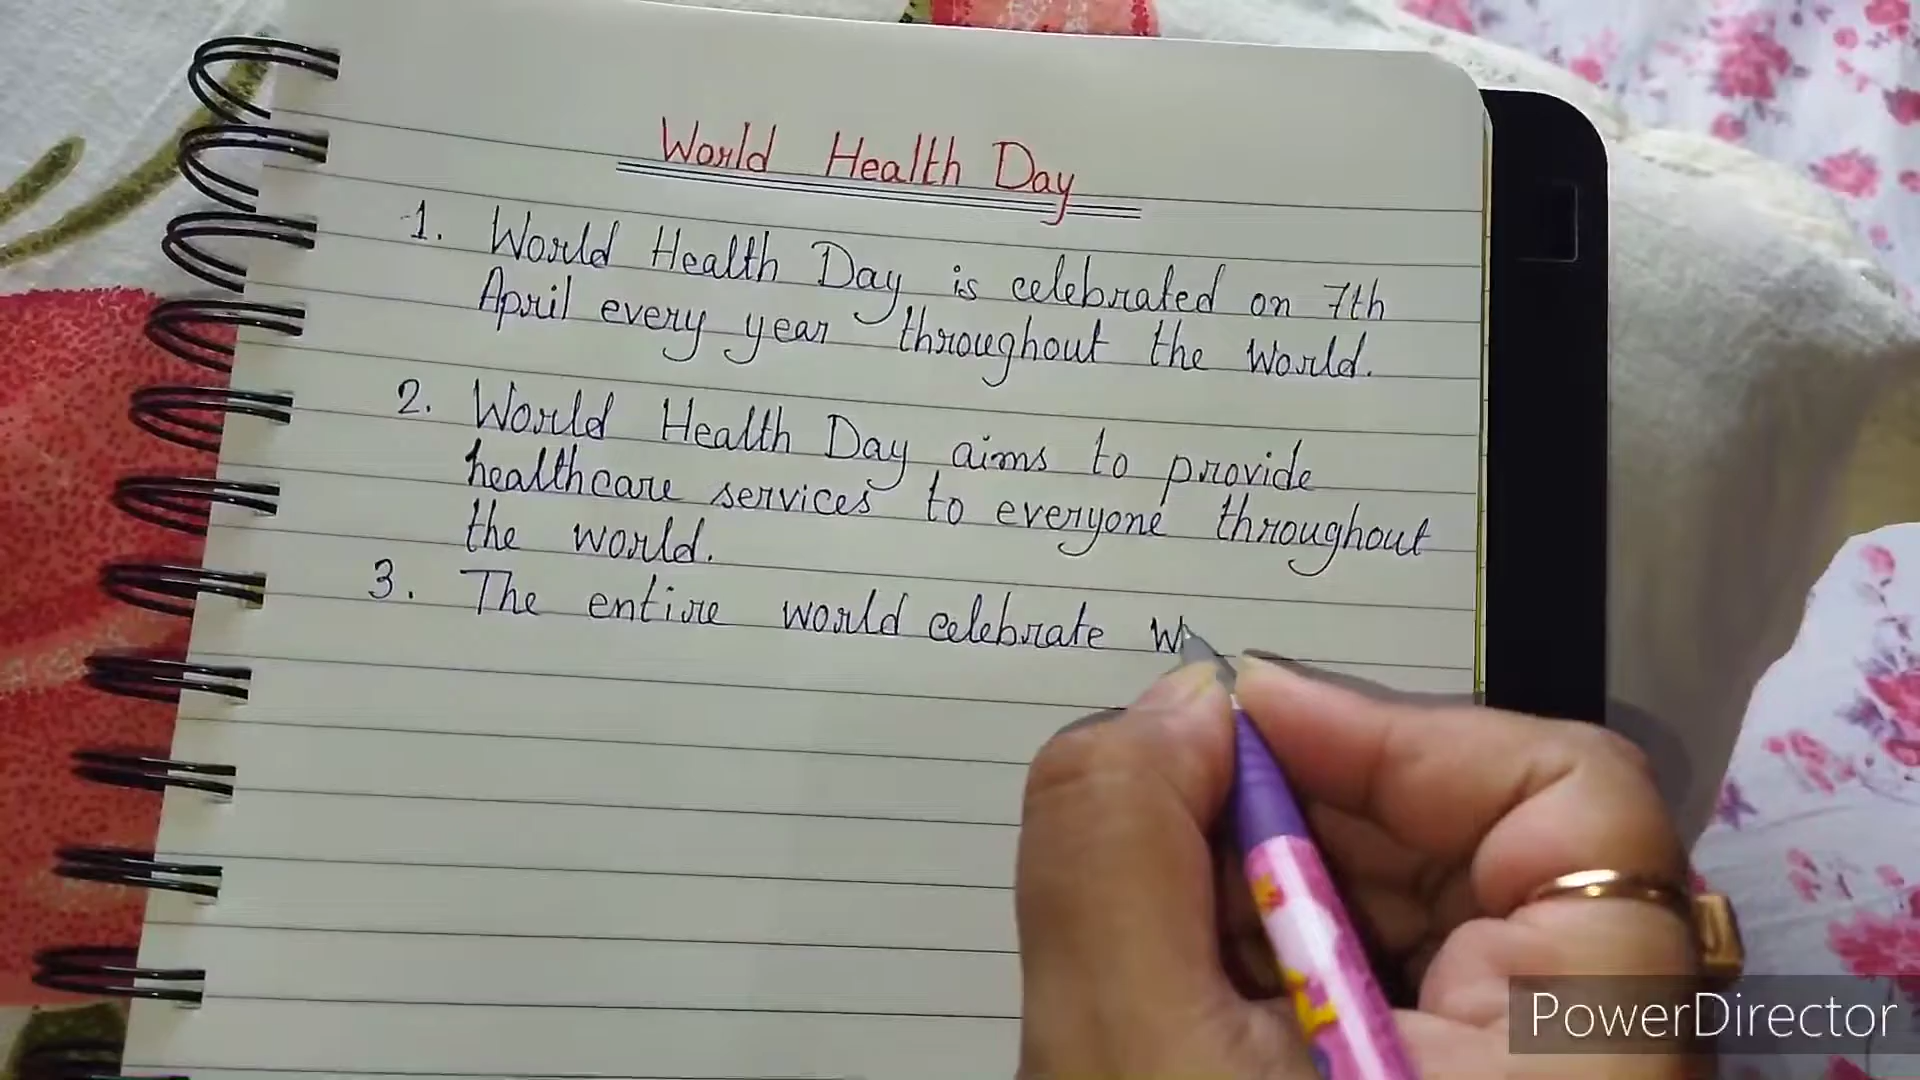 World Health Day
1. World Health Day is celebrated on 7th
April every year throughout the world.
2. World Health Day aims to provide
healthcare services to everyone throughout
the world.
3. The entire world celebrate W
PowerDirector